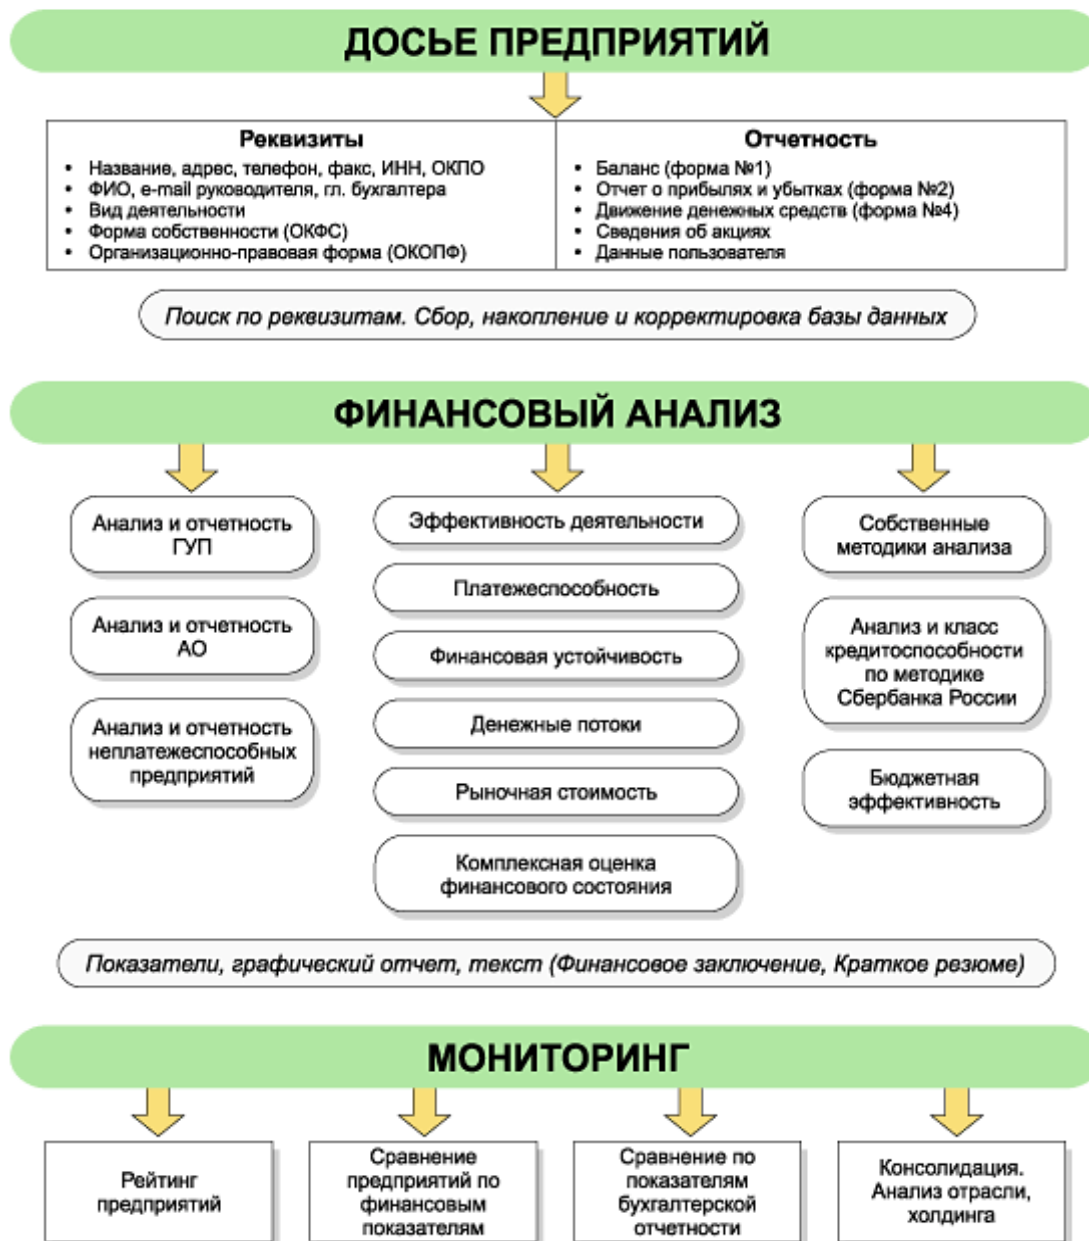 ДОСЬЕ ПРЕДПРИЯТИЙ
Реквизиты
• Название, адрес, телефон, факс, ИНН, ОКПО
• ФИО, e-mail руководителя, гл. бухгалтера
• Вид деятельности
• Форма собственности (ОКФС)
• Организационно-правовая форма (ОКОПФ)
Отчетность
• Баланс (форма №1)
• Отчет о прибылях и убытках (форма №2)
• Движение денежных средств (форма №4)
• Сведения об акциях
• Данные пользователя
Поиск по реквизитам. Сбор, накопление и корректировка базы данных
ФИНАНСОВЫЙ АНАЛИЗ
Анализ и отчетность
ГУП
Анализ и отчетность
АО
Анализ и отчетность
неплатежеспособных
предприятий
Эффективность деятельности
Платежеспособность
Финансовая устойчивость
Денежные потоки
Рыночная стоимость
Комплексная оценка
финансового состояния
Собственные
методики анализа
Анализ и класс
кредитоспособности
по методике
Сбербанка России
Бюджетная
эффективность
Показатели, графический отчет, текст (Финансовое заключение, Краткое резюме)
МОНИТОРИНГ
Рейтинг
предприятий
Сравнение
предприятий по
финансовым
показателям
Сравнение по
показателям
бухгалтерской
отчетности
Консолидация.
Анализ отрасли,
холдинга